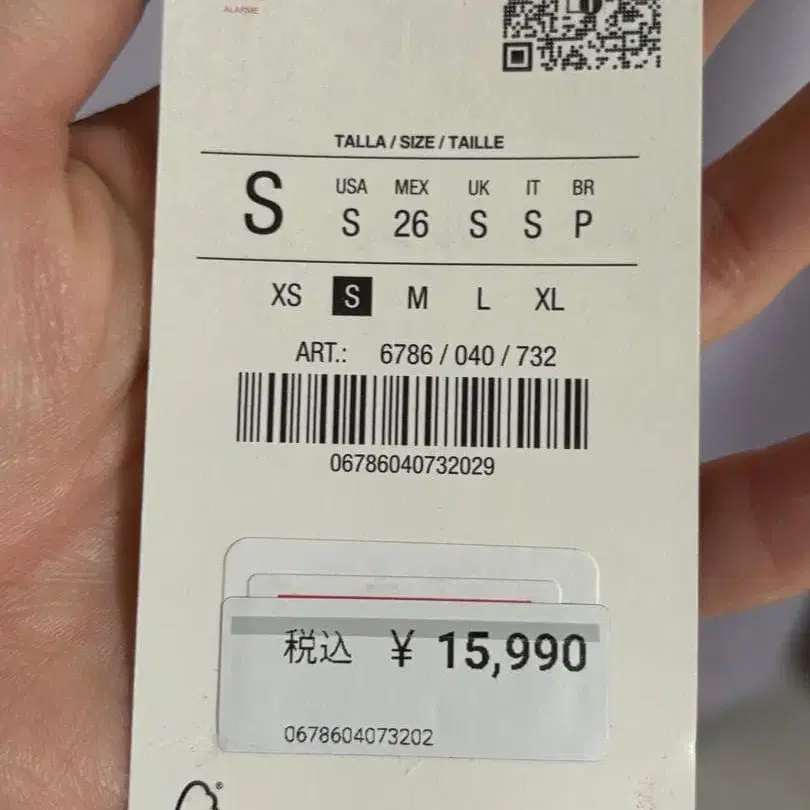 ALARME
TALLA / SIZE / TAILLE
S
USA MEX UK IT BR
S 26 S S P
XS S M L XL
ART.: 6786 / 040 / 732
06786040732029
税込 ¥ 15,990
0678604073202
®